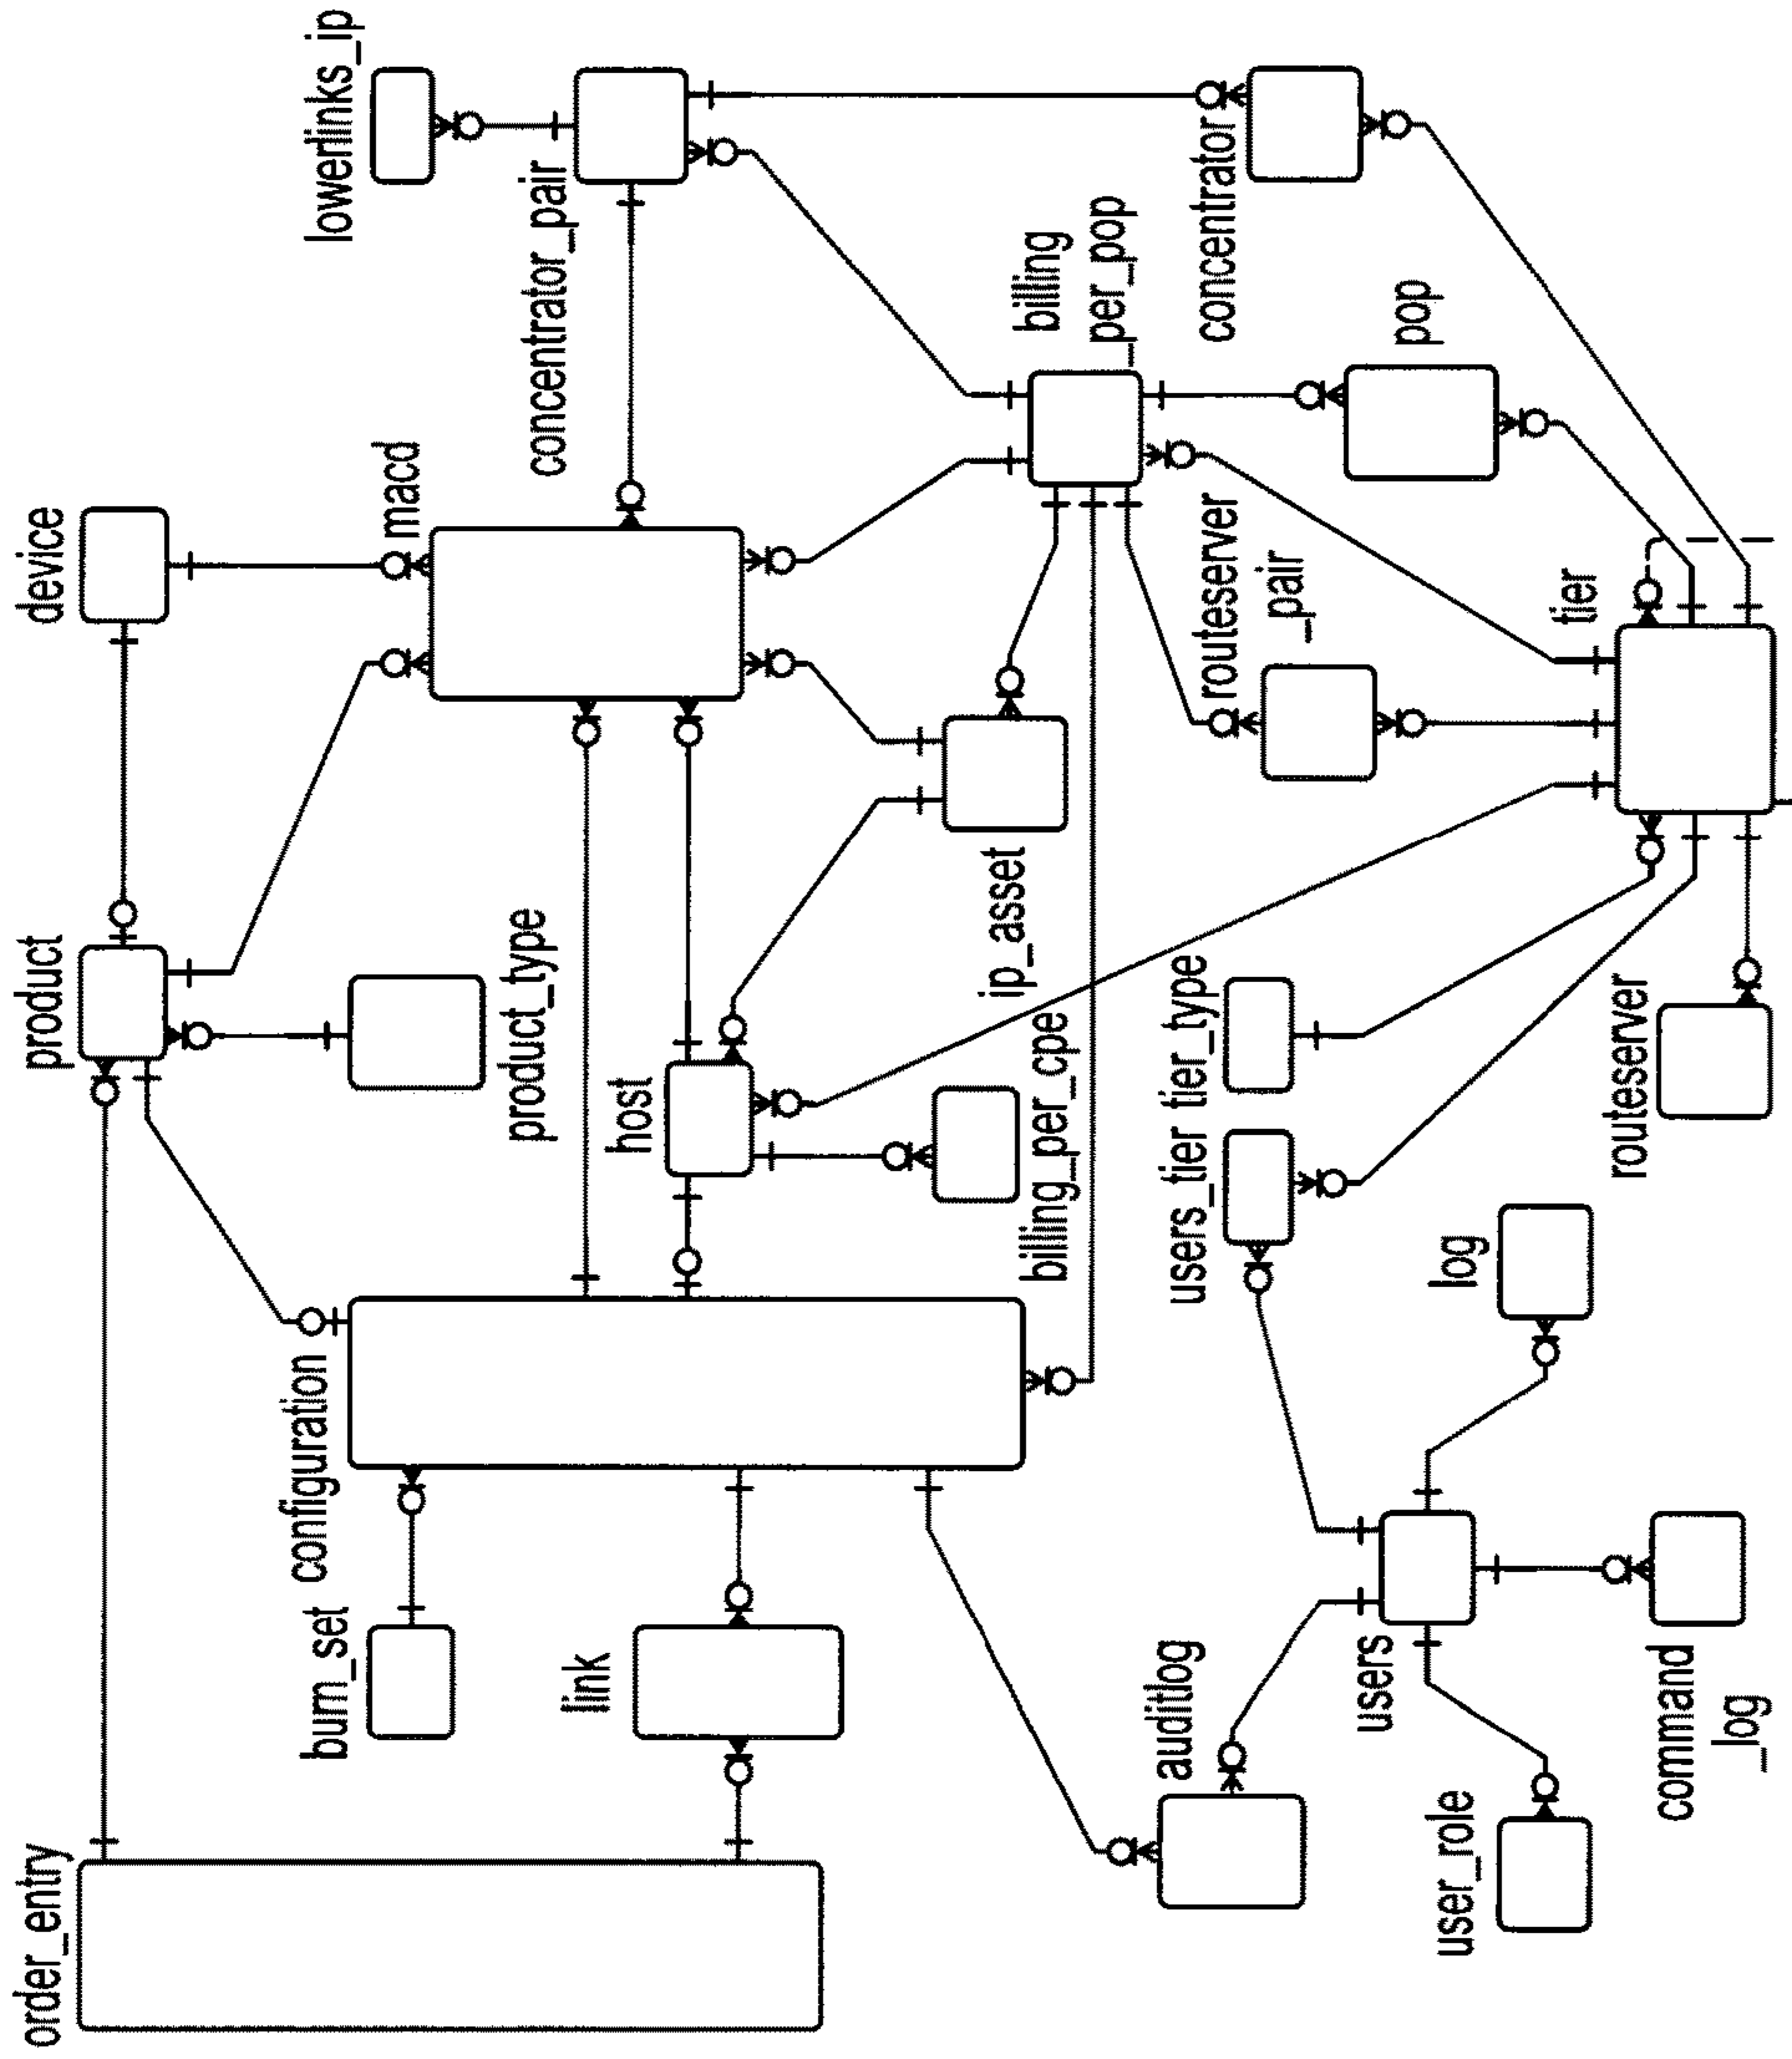 order_entry
product
device
burn_set
configuration
lowerlinks_ip
macd
product_type
concentrator_pair
link
host
ip_asset
billing
_per_pop
billing_per_cpe
auditlog
users_tier tier_type
routeserver
_pair
concentrator
users
log
pop
user_role
tier
routeserver
command
_log